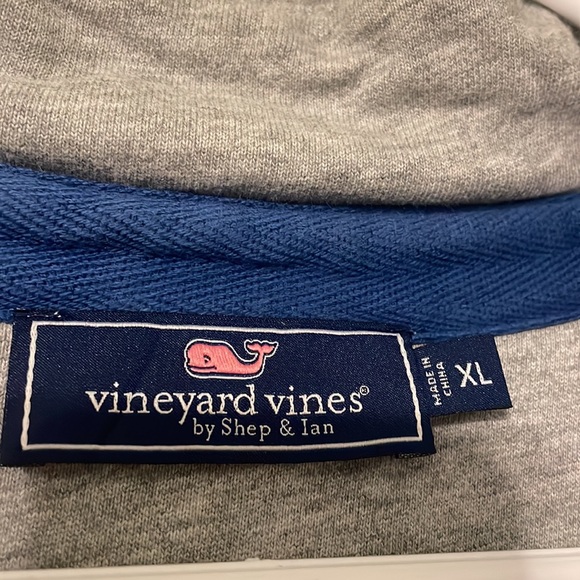 vineyard vines®
by Shep & Ian
MADE IN
CHINA
XL